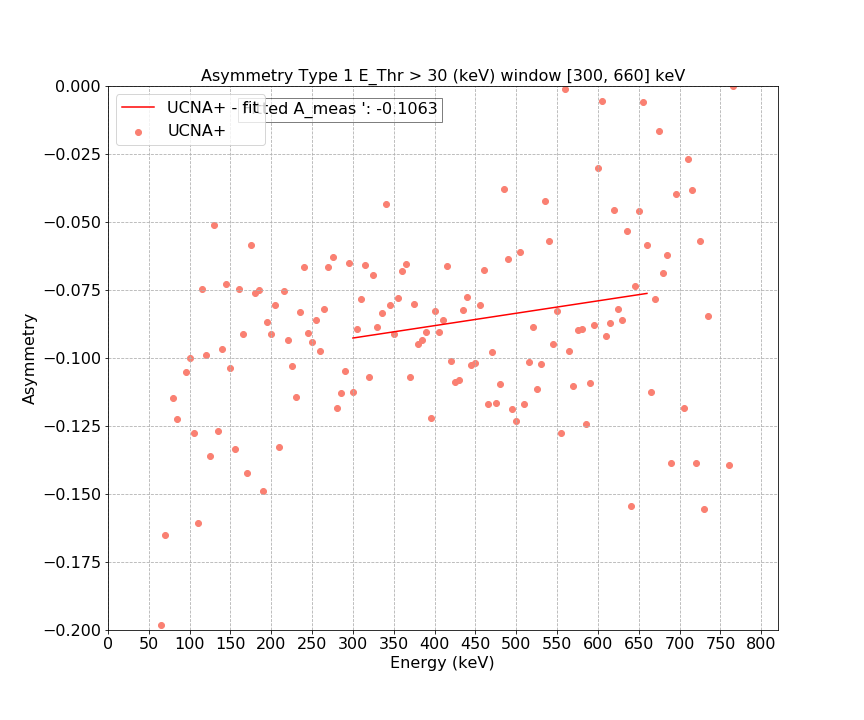 Asymmetry Type 1 E_Thr > 30 (keV) window [300, 660] keV
UCNA+ - fitted A_meas ': -0.1063
UCNA+
0.000
−0.025
−0.050
−0.075
−0.100
−0.125
−0.150
−0.175
−0.200
Asymmetry
0 50 100 150 200 250 300 350 400 450 500 550 600 650 700 750 800
Energy (keV)